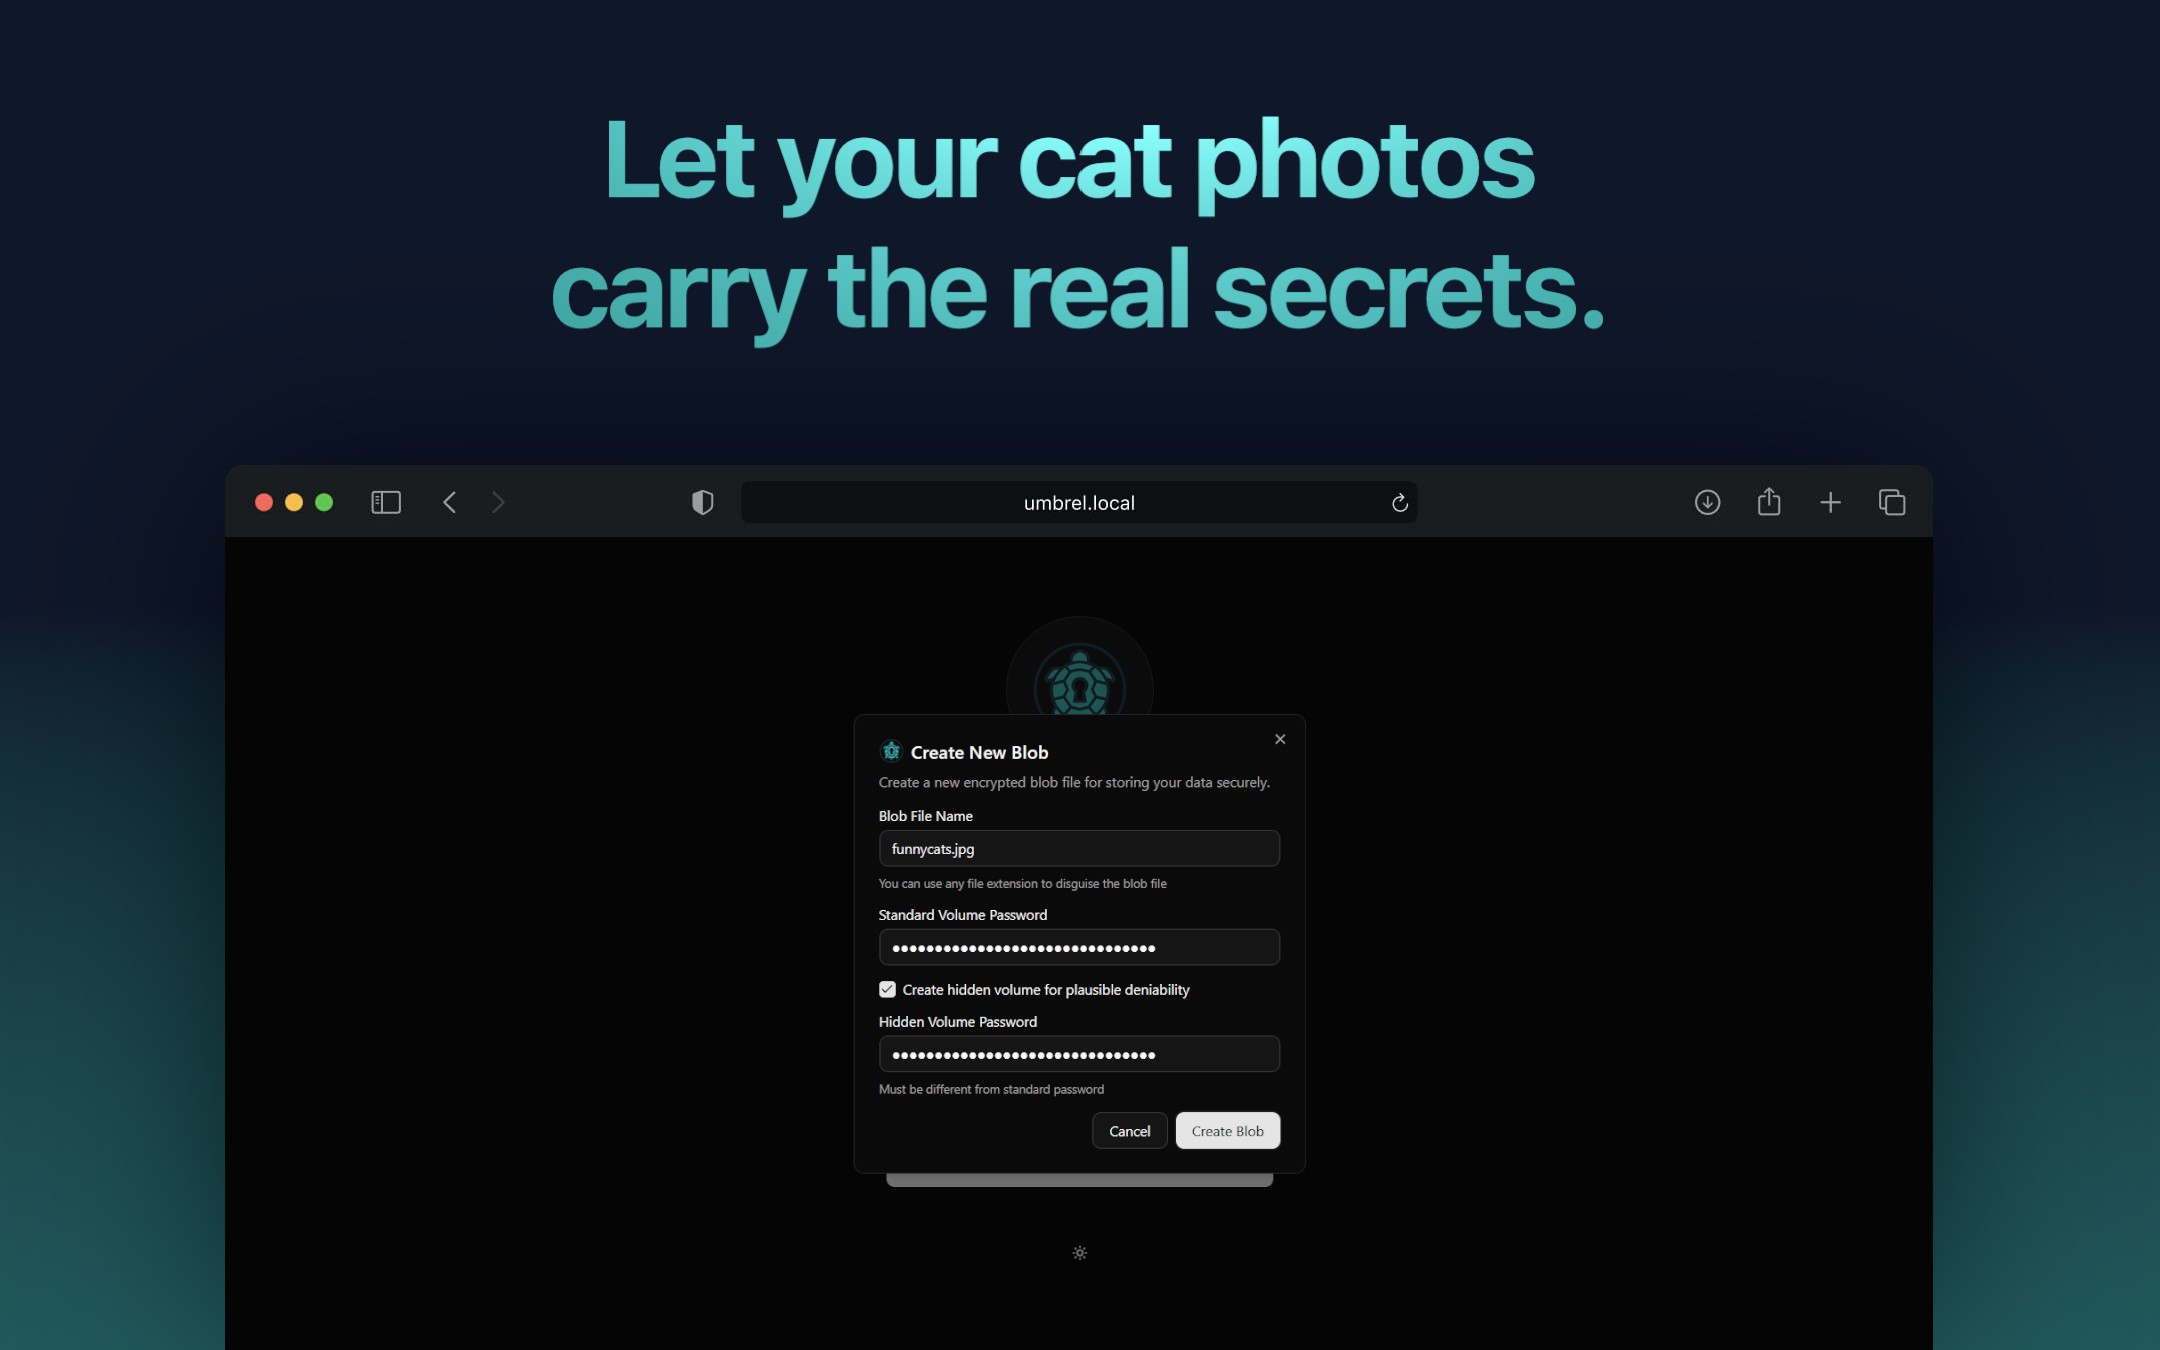 Let your cat photos
carry the real secrets.
umbrel.local
Create New Blob
Create a new encrypted blob file for storing your data securely.
Blob File Name
funnycats.jpg
You can use any file extension to disguise the blob file
Standard Volume Password
●●●●●●●●●●●●●●●●●●●●●●●●●●●●●●●
Create hidden volume for plausible deniability
Hidden Volume Password
●●●●●●●●●●●●●●●●●●●●●●●●●●●●●●●
Must be different from standard password
Cancel Create Blob